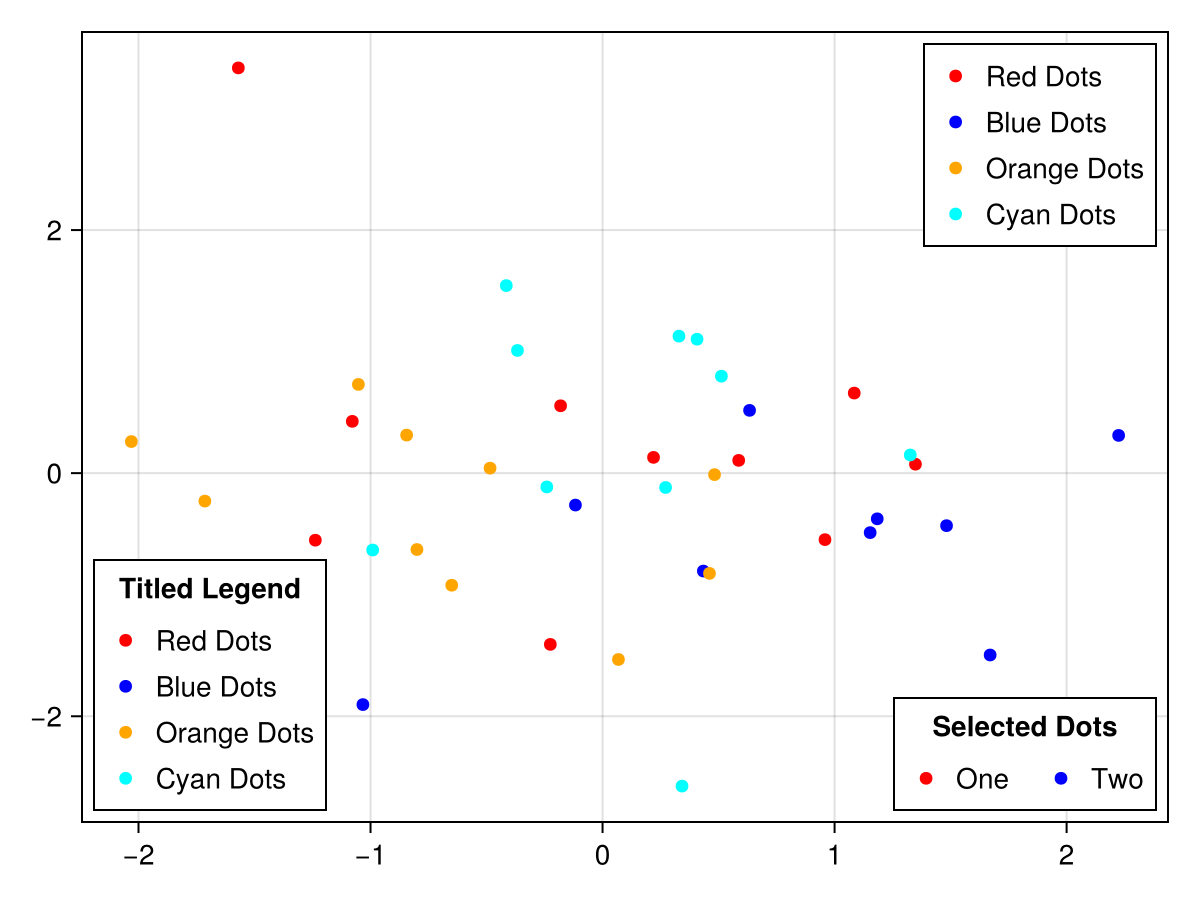 Red Dots
Blue Dots
Orange Dots
Cyan Dots
2
0
−2
Titled Legend
Red Dots
Blue Dots
Orange Dots
Cyan Dots
Selected Dots
One Two
−2 −1 0 1 2